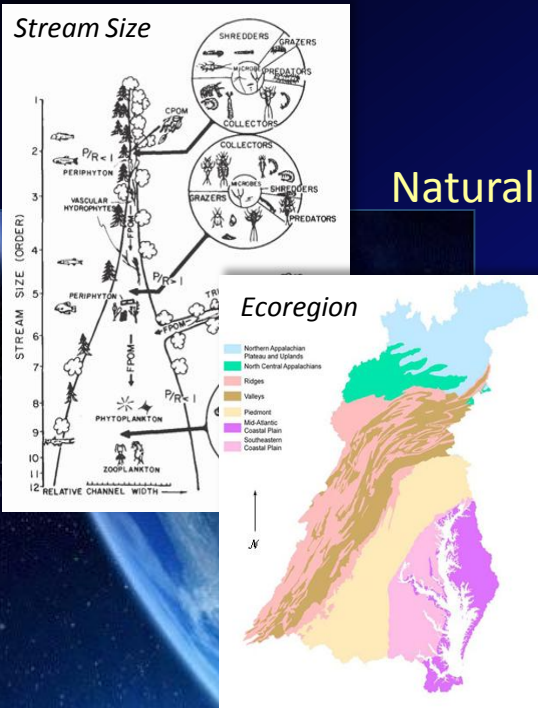 Stream Size
SHREDDERS
GRAZERS
MICROBES
PREDATORS
COLLECTORS
CPOM
P/R < 1
PERIPHYTON
VASCULAR
HYDROPHYTES
FPOM
COLLECTORS
MICROBES
SHREDDERS
GRAZERS
PREDATORS
P/R > 1
PERIPHYTON
FPOM
FPOM
P/R < 1
PHYTOPLANKTON
ZOOPLANKTON
STREAM SIZE (ORDER)
1
2
3
4
5
6
7
8
9
10
11
12
RELATIVE CHANNEL WIDTH
Natural
Ecoregion
Northern Appalachian
Plateau and Uplands
North Central Appalachians
Ridges
Valleys
Piedmont
Mid-Atlantic
Coastal Plain
Southeastern
Coastal Plain
N